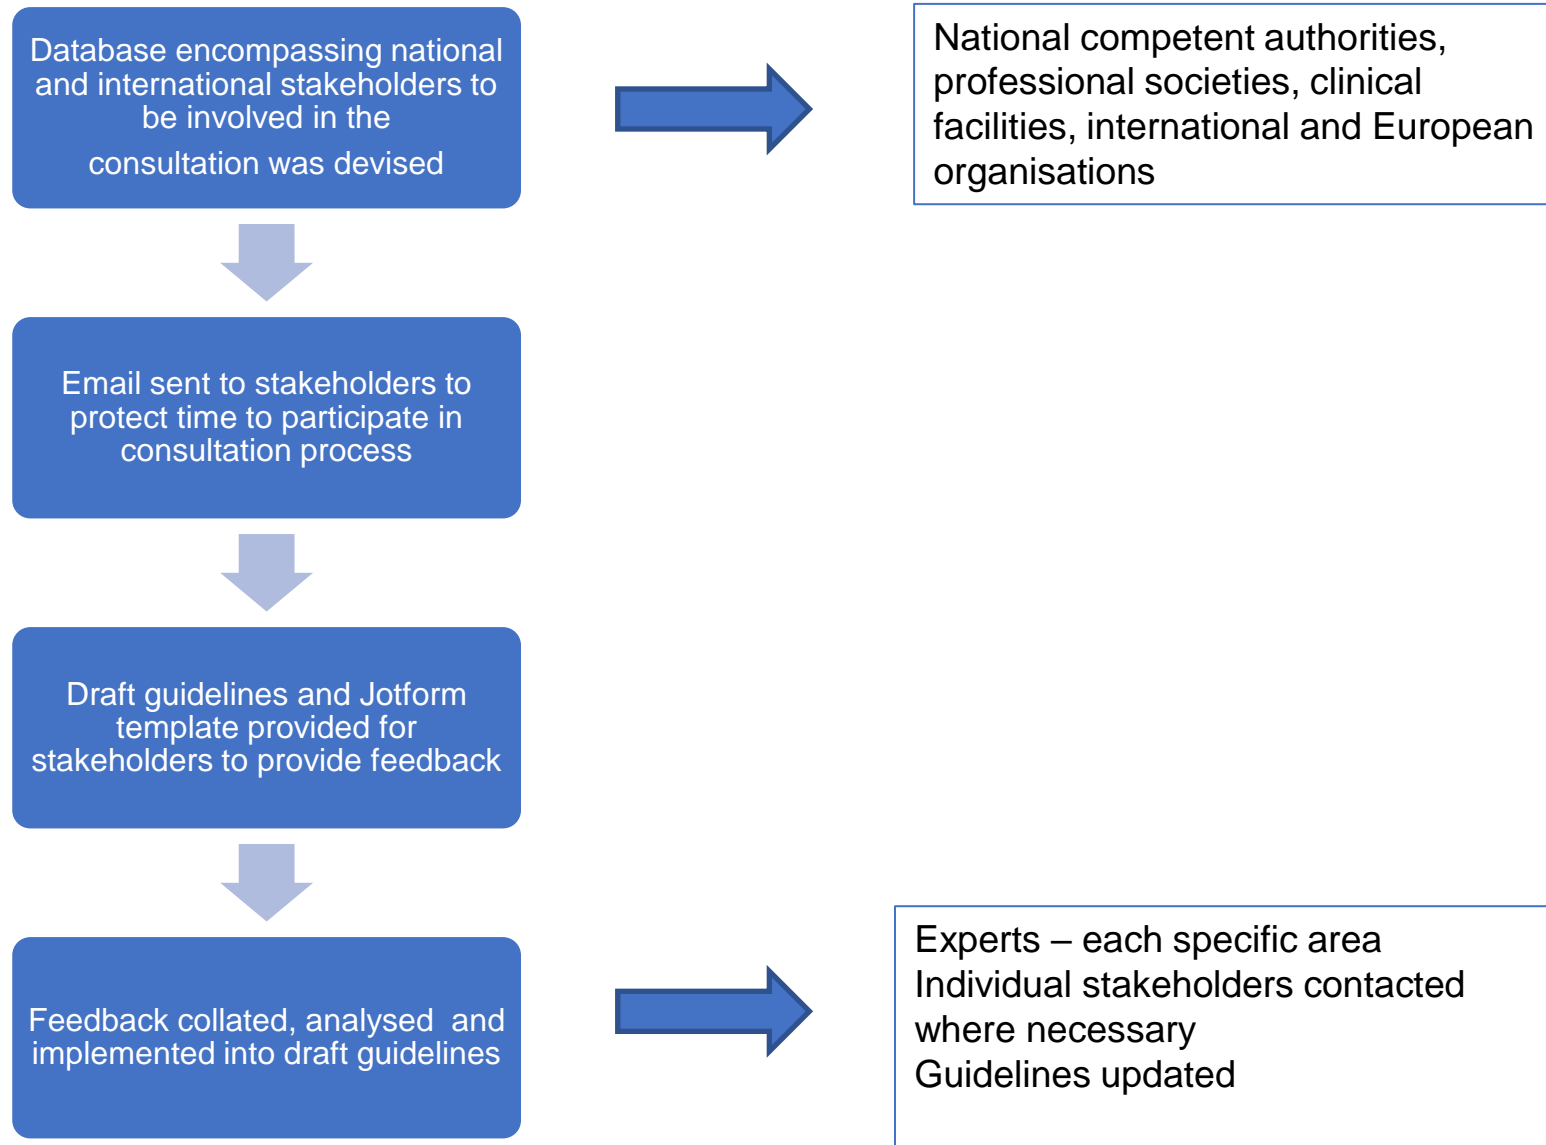 Database encompassing national
and international stakeholders to
be involved in the
consultation was devised
National competent authorities,
professional societies, clinical
facilities, international and European
organisations
Email sent to stakeholders to
protect time to participate in
consultation process
Draft guidelines and Jotform
template provided for
stakeholders to provide feedback
Feedback collated, analysed  and
implemented into draft guidelines
Experts – each specific area
Individual stakeholders contacted
where necessary
Guidelines updated